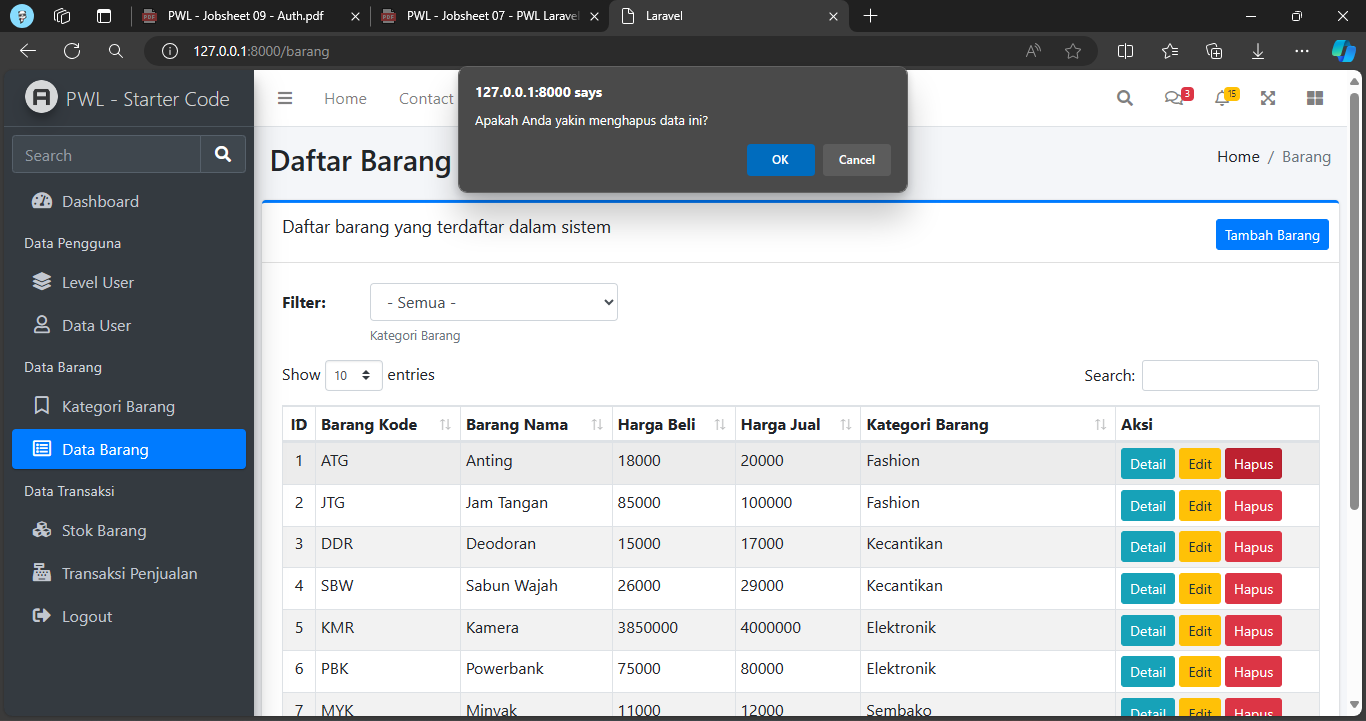 PWL - Jobsheet 09 - Auth.pdf
PWL - Jobsheet 07 - PWL Laravel
Laravel
127.0.0.1:8000/barang
PWL - Starter Code
Home
Contact
3
15
127.0.0.1:8000 says
Apakah Anda yakin menghapus data ini?
OK
Cancel
Search
Dashboard
Data Pengguna
Level User
Data User
Data Barang
Kategori Barang
Data Barang
Data Transaksi
Stok Barang
Transaksi Penjualan
Logout
Daftar Barang
Home / Barang
Daftar barang yang terdaftar dalam sistem
Tambah Barang
Filter: - Semua -
Kategori Barang
Show 10 entries
Search:
ID Barang Kode Barang Nama Harga Beli Harga Jual Kategori Barang Aksi
1 ATG Anting 18000 20000 Fashion Detail Edit Hapus
2 JTG Jam Tangan 85000 100000 Fashion Detail Edit Hapus
3 DDR Deodoran 15000 17000 Kecantikan Detail Edit Hapus
4 SBW Sabun Wajah 26000 29000 Kecantikan Detail Edit Hapus
5 KMR Kamera 3850000 4000000 Elektronik Detail Edit Hapus
6 PBK Powerbank 75000 80000 Elektronik Detail Edit Hapus
7 MYK Minyak 11000 12000 Sembako Detail Edit Hapus